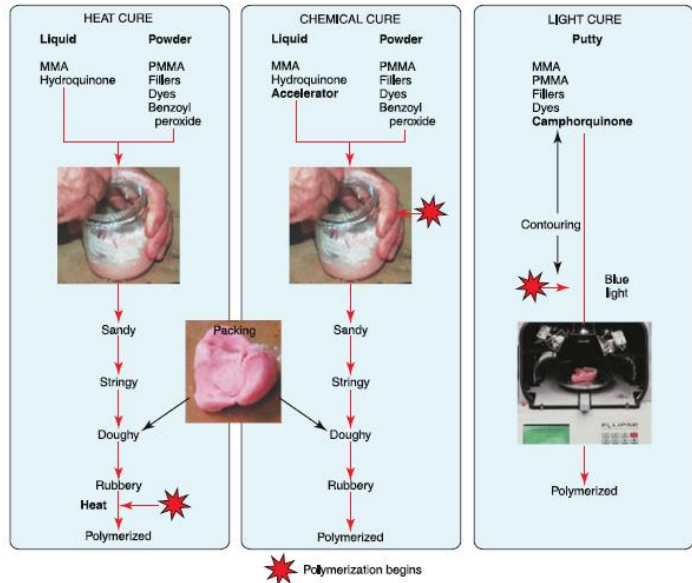 HEAT CURE
Liquid
Powder
MMA
Hydroquinone
PMMA
Fillers
Dyes
Benzoyl
peroxide
Sandy
Stringy
Doughy
Rubbery
Heat
Polymerized
Packing
CHEMICAL CURE
Liquid
Powder
MMA
Hydroquinone
Accelerator
PMMA
Fillers
Dyes
Benzoyl
peroxide
Sandy
Stringy
Doughy
Rubbery
Polymerized
LIGHT CURE
Putty
MMA
PMMA
Fillers
Dyes
Camphorquinone
Contouring
Blue
light
ECLIPSE
Polymerized
Polymerization begins